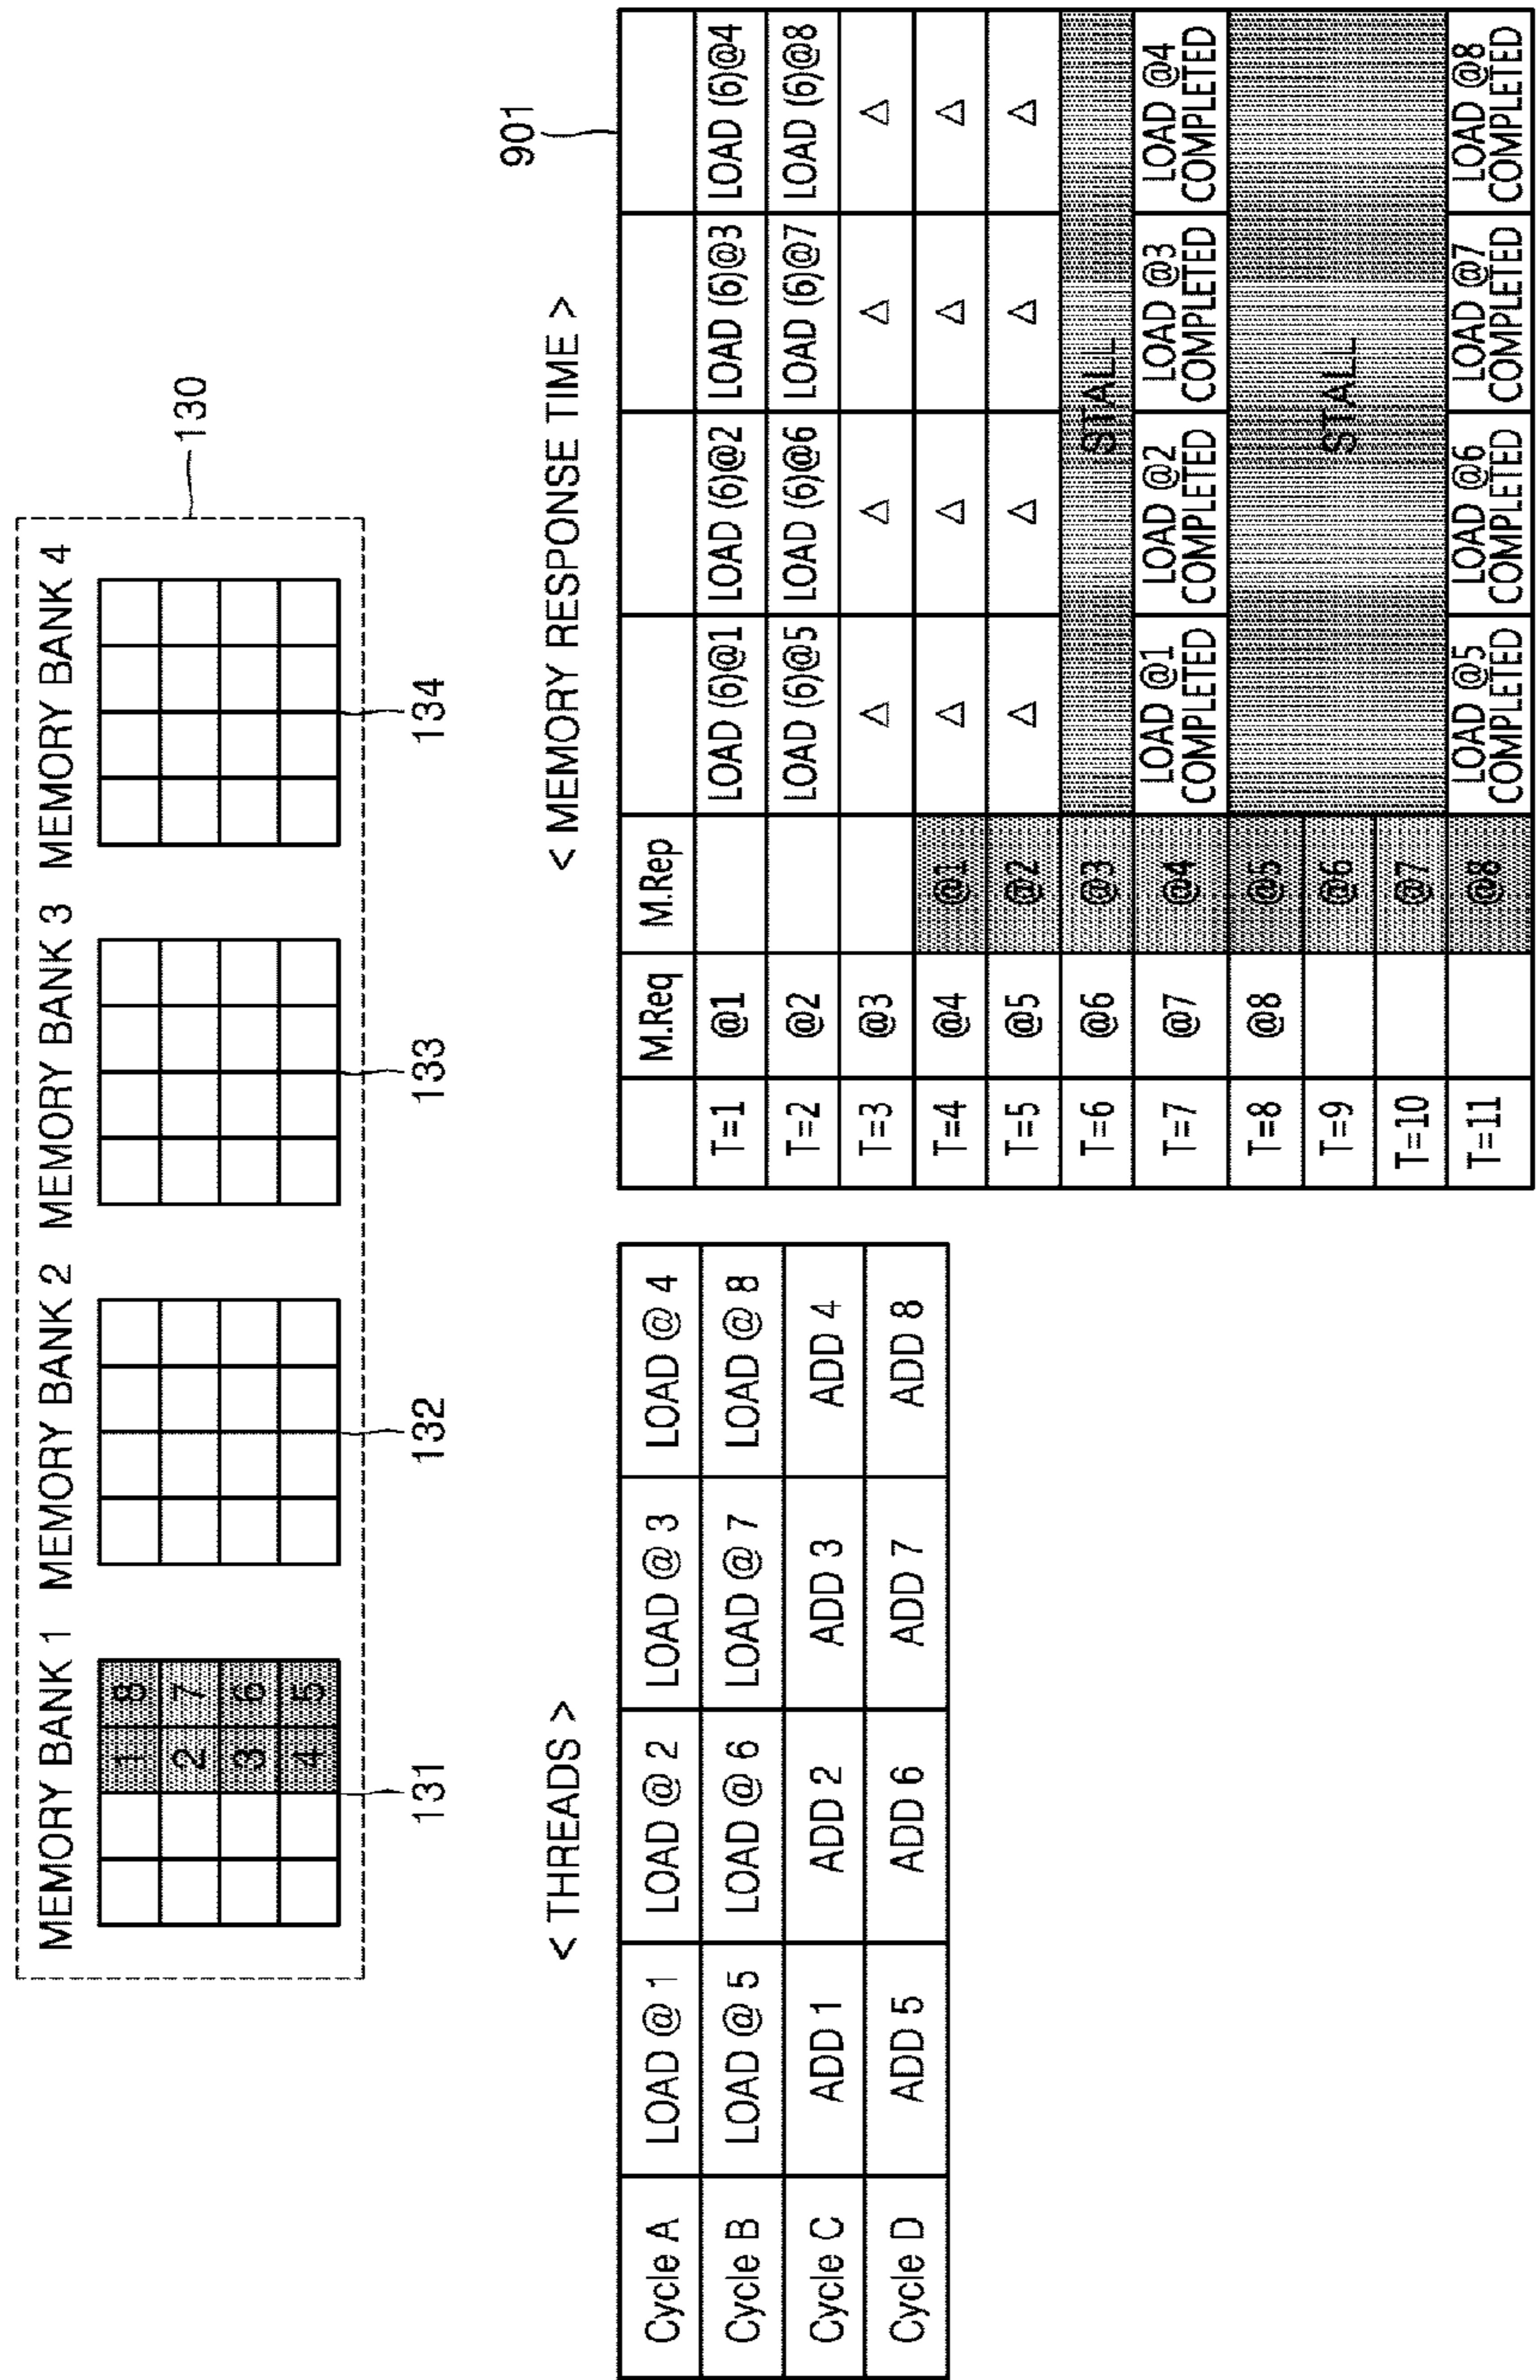 MEMORY BANK 1 MEMORY BANK 2 MEMORY BANK 3 MEMORY BANK 4
130
1 8
2 7
3 6
4 5
131 132 133 134
< THREADS >
Cycle A LOAD @ 1 LOAD @ 2 LOAD @ 3 LOAD @ 4
Cycle B LOAD @ 5 LOAD @ 6 LOAD @ 7 LOAD @ 8
Cycle C ADD 1 ADD 2 ADD 3 ADD 4
Cycle D ADD 5 ADD 6 ADD 7 ADD 8
< MEMORY RESPONSE TIME >
901
M.Req M.Rep
T=1 @1 LOAD (6)@1 LOAD (6)@2 LOAD (6)@3 LOAD (6)@4
T=2 @2 LOAD (6)@5 LOAD (6)@6 LOAD (6)@7 LOAD (6)@8
T=3 @3 △ △ △ △
T=4 @4 @1 △ △ △ △
T=5 @5 @2 △ △ △ △
T=6 @6 @3 STALL
T=7 @7 @4 LOAD @1 COMPLETED LOAD @2 COMPLETED LOAD @3 COMPLETED LOAD @4 COMPLETED
T=8 @8 @5
T=9 @6 STALL
T=10 @7
T=11 @8 LOAD @5 COMPLETED LOAD @6 COMPLETED LOAD @7 COMPLETED LOAD @8 COMPLETED